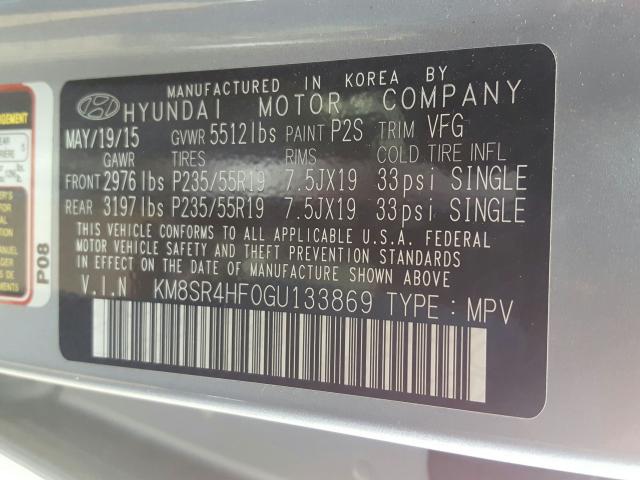 MANUFACTURED IN KOREA BY
HYUNDAI MOTOR COMPANY
MAY/19/15 GVWR 5512lbs PAINT P2S TRIM VFG
GAWR TIRES RIMS COLD TIRE INFL
FRONT 2976lbs P235/55R19 7.5JX19 33psi SINGLE
REAR 3197lbs P235/55R19 7.5JX19 33psi SINGLE
THIS VEHICLE CONFORMS TO ALL APPLICABLE U.S.A. FEDERAL
MOTOR VEHICLE SAFETY AND THEFT PREVENTION STANDARDS
IN EFFECT ON THE DATE OF MANUFACTURE SHOWN ABOVE.
V.I.N KM8SR4HF0GU133869 TYPE : MPV
P08